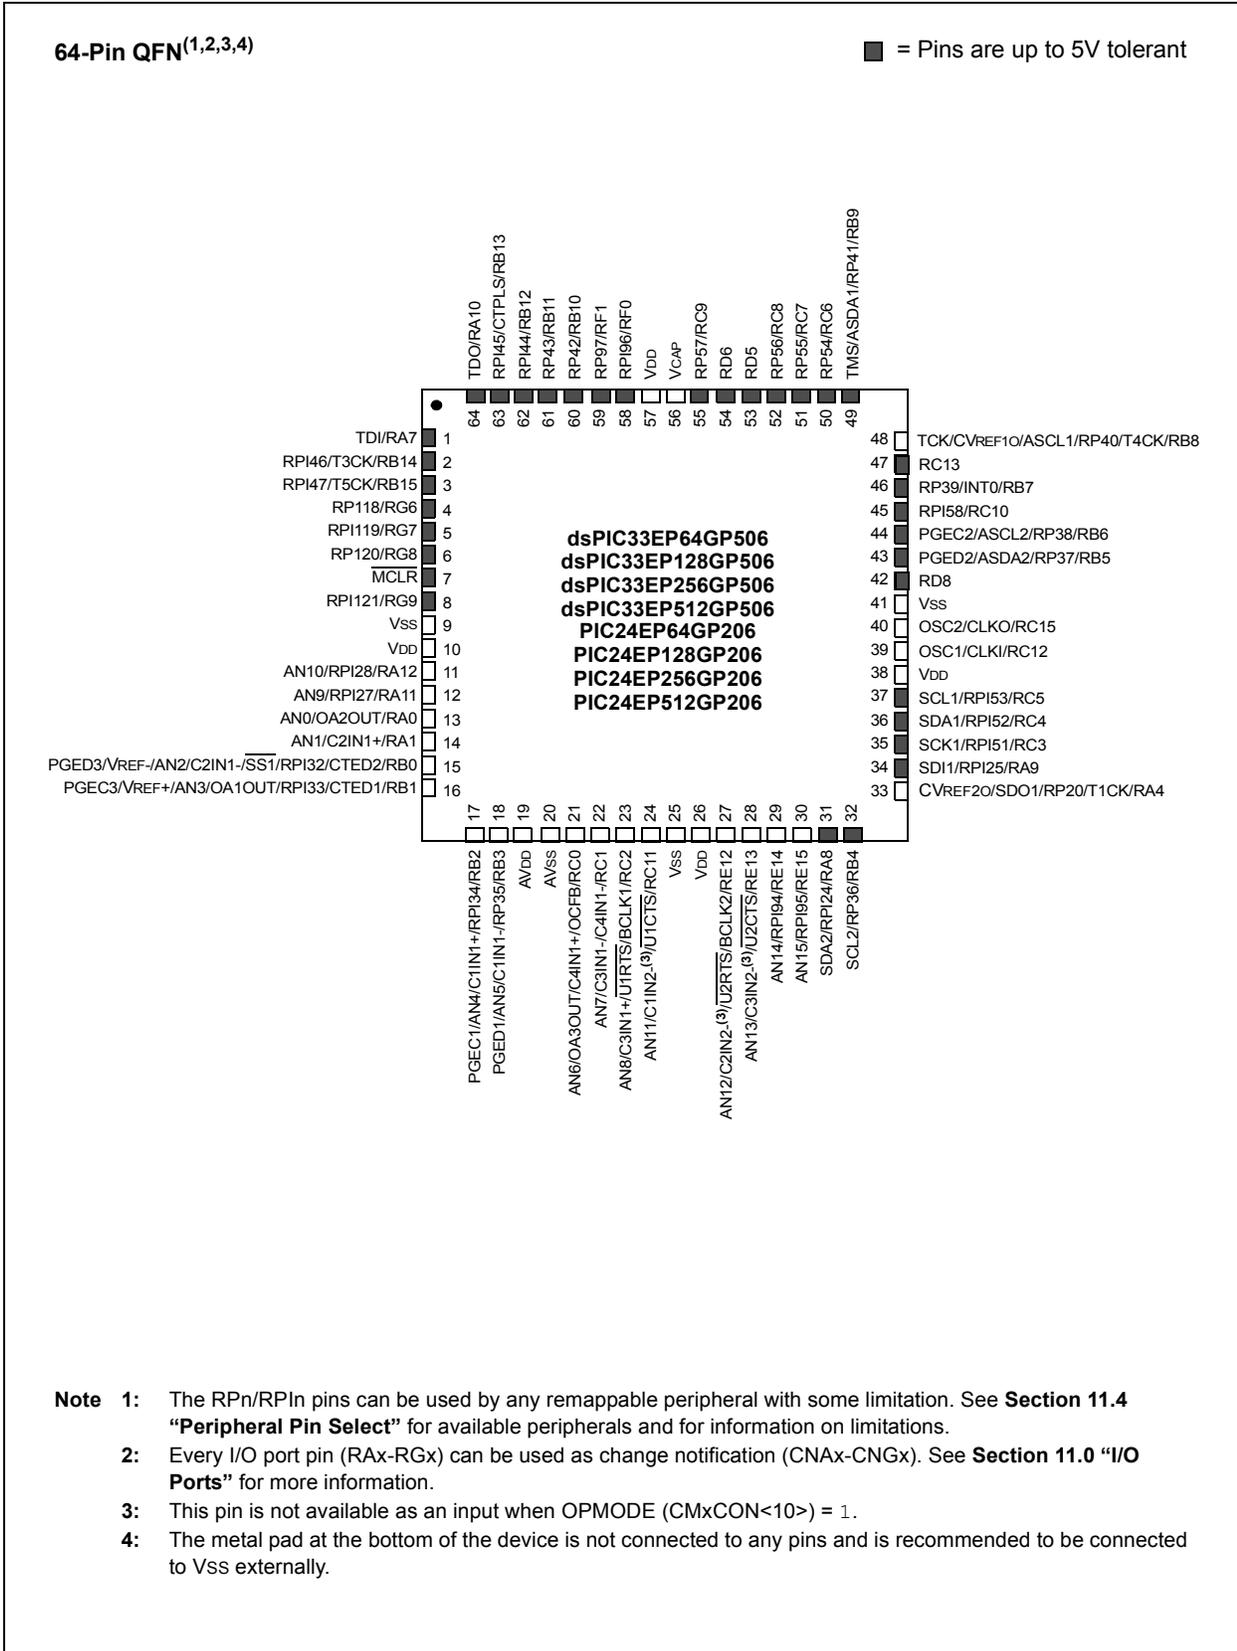 64-Pin QFN(1,2,3,4)
= Pins are up to 5V tolerant
TDO/RA10
RPI45/CTPLS/RB13
RPI44/RB12
RP43/RB11
RP42/RB10
RP97/RF1
RPI96/RF0
VDD
VCAP
RP57/RC9
RD6
RD5
RP56/RC8
RP55/RC7
RP54/RC6
TMS/ASDA1/RP41/RB9
64 63 62 61 60 59 58 57 56 55 54 53 52 51 50 49
TDI/RA7 1
RPI46/T3CK/RB14 2
RPI47/T5CK/RB15 3
RP118/RG6 4
RPI119/RG7 5
RP120/RG8 6
MCLR 7
RPI121/RG9 8
VSS 9
VDD 10
AN10/RPI28/RA12 11
AN9/RPI27/RA11 12
AN0/OA2OUT/RA0 13
AN1/C2IN1+/RA1 14
PGED3/VREF-/AN2/C2IN1-/SS1/RPI32/CTED2/RB0 15
PGEC3/VREF+/AN3/OA1OUT/RPI33/CTED1/RB1 16
dsPIC33EP64GP506
dsPIC33EP128GP506
dsPIC33EP256GP506
dsPIC33EP512GP506
PIC24EP64GP206
PIC24EP128GP206
PIC24EP256GP206
PIC24EP512GP206
48 TCK/CVREF1O/ASCL1/RP40/T4CK/RB8
47 RC13
46 RP39/INT0/RB7
45 RPI58/RC10
44 PGEC2/ASCL2/RP38/RB6
43 PGED2/ASDA2/RP37/RB5
42 RD8
41 VSS
40 OSC2/CLKO/RC15
39 OSC1/CLKI/RC12
38 VDD
37 SCL1/RPI53/RC5
36 SDA1/RPI52/RC4
35 SCK1/RPI51/RC3
34 SDI1/RPI25/RA9
33 CVREF2O/SDO1/RP20/T1CK/RA4
17 18 19 20 21 22 23 24 25 26 27 28 29 30 31 32
PGEC1/AN4/C1IN1+/RPI34/RB2
PGED1/AN5/C1IN1-/RP35/RB3
AVDD
AVSS
AN6/OA3OUT/C4IN1+/OCFB/RC0
AN7/C3IN1-/C4IN1-/RC1
AN8/C3IN1+/U1RTS/BCLK1/RC2
AN11/C1IN2-(3)/U1CTS/RC11
VSS
VDD
AN12/C2IN2-(3)/U2RTS/BCLK2/RE12
AN13/C3IN2-(3)/U2CTS/RE13
AN14/RPI94/RE14
AN15/RPI95/RE15
SDA2/RPI24/RA8
SCL2/RP36/RB4
Note 1: The RPn/RPIn pins can be used by any remappable peripheral with some limitation. See Section 11.4
“Peripheral Pin Select” for available peripherals and for information on limitations.
2: Every I/O port pin (RAx-RGx) can be used as change notification (CNAx-CNGx). See Section 11.0 “I/O
Ports” for more information.
3: This pin is not available as an input when OPMODE (CMxCON<10>) = 1.
4: The metal pad at the bottom of the device is not connected to any pins and is recommended to be connected
to VSS externally.